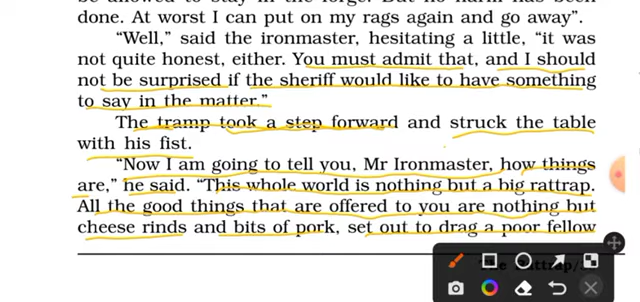 done. At worst I can put on my rags again and go away”.
“Well,” said the ironmaster, hesitating a little, “it was
not quite honest, either. You must admit that, and I should
not be surprised if the sheriff would like to have something
to say in the matter.”
The tramp took a step forward and struck the table
with his fist.
“Now I am going to tell you, Mr Ironmaster, how things
are,” he said. “This whole world is nothing but a big rattrap.
All the good things that are offered to you are nothing but
cheese rinds and bits of pork, set out to drag a poor fellow